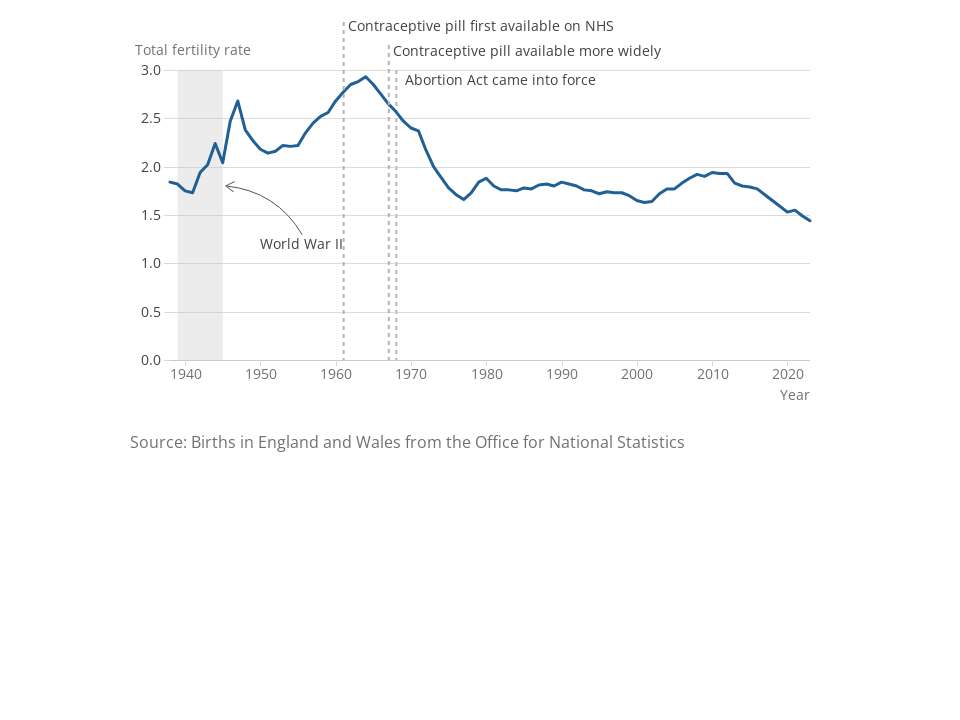 Contraceptive pill first available on NHS
Total fertility rate
Contraceptive pill available more widely
3.0
Abortion Act came into force
2.5
2.0
1.5
World War II
1.0
0.5
0.0
1940 1950 1960 1970 1980 1990 2000 2010 2020
Year
Source: Births in England and Wales from the Office for National Statistics